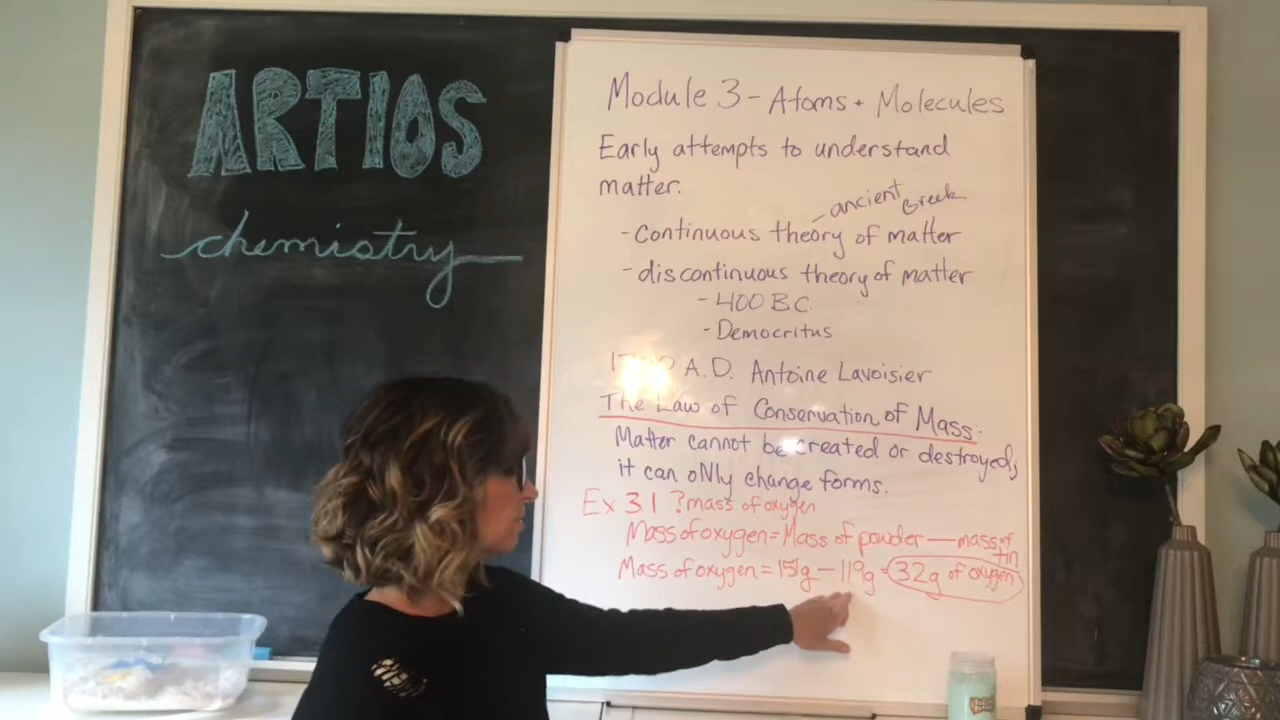 ARTIOS
chemistry
Module 3 - Atoms + Molecules
Early attempts to understand
matter.
ancient Greek
- continuous theory of matter
- discontinuous theory of matter
- 400 B.C.
- Democritus
A.D. Antoine Lavoisier
The Law of Conservation of Mass:
Matter cannot be created or destroyed;
it can oNly change forms.
Ex 3.1 ? mass of oxygen
Mass of oxygen = Mass of powder — mass of tin
Mass of oxygen = 151g - 119g = 32g of oxygen